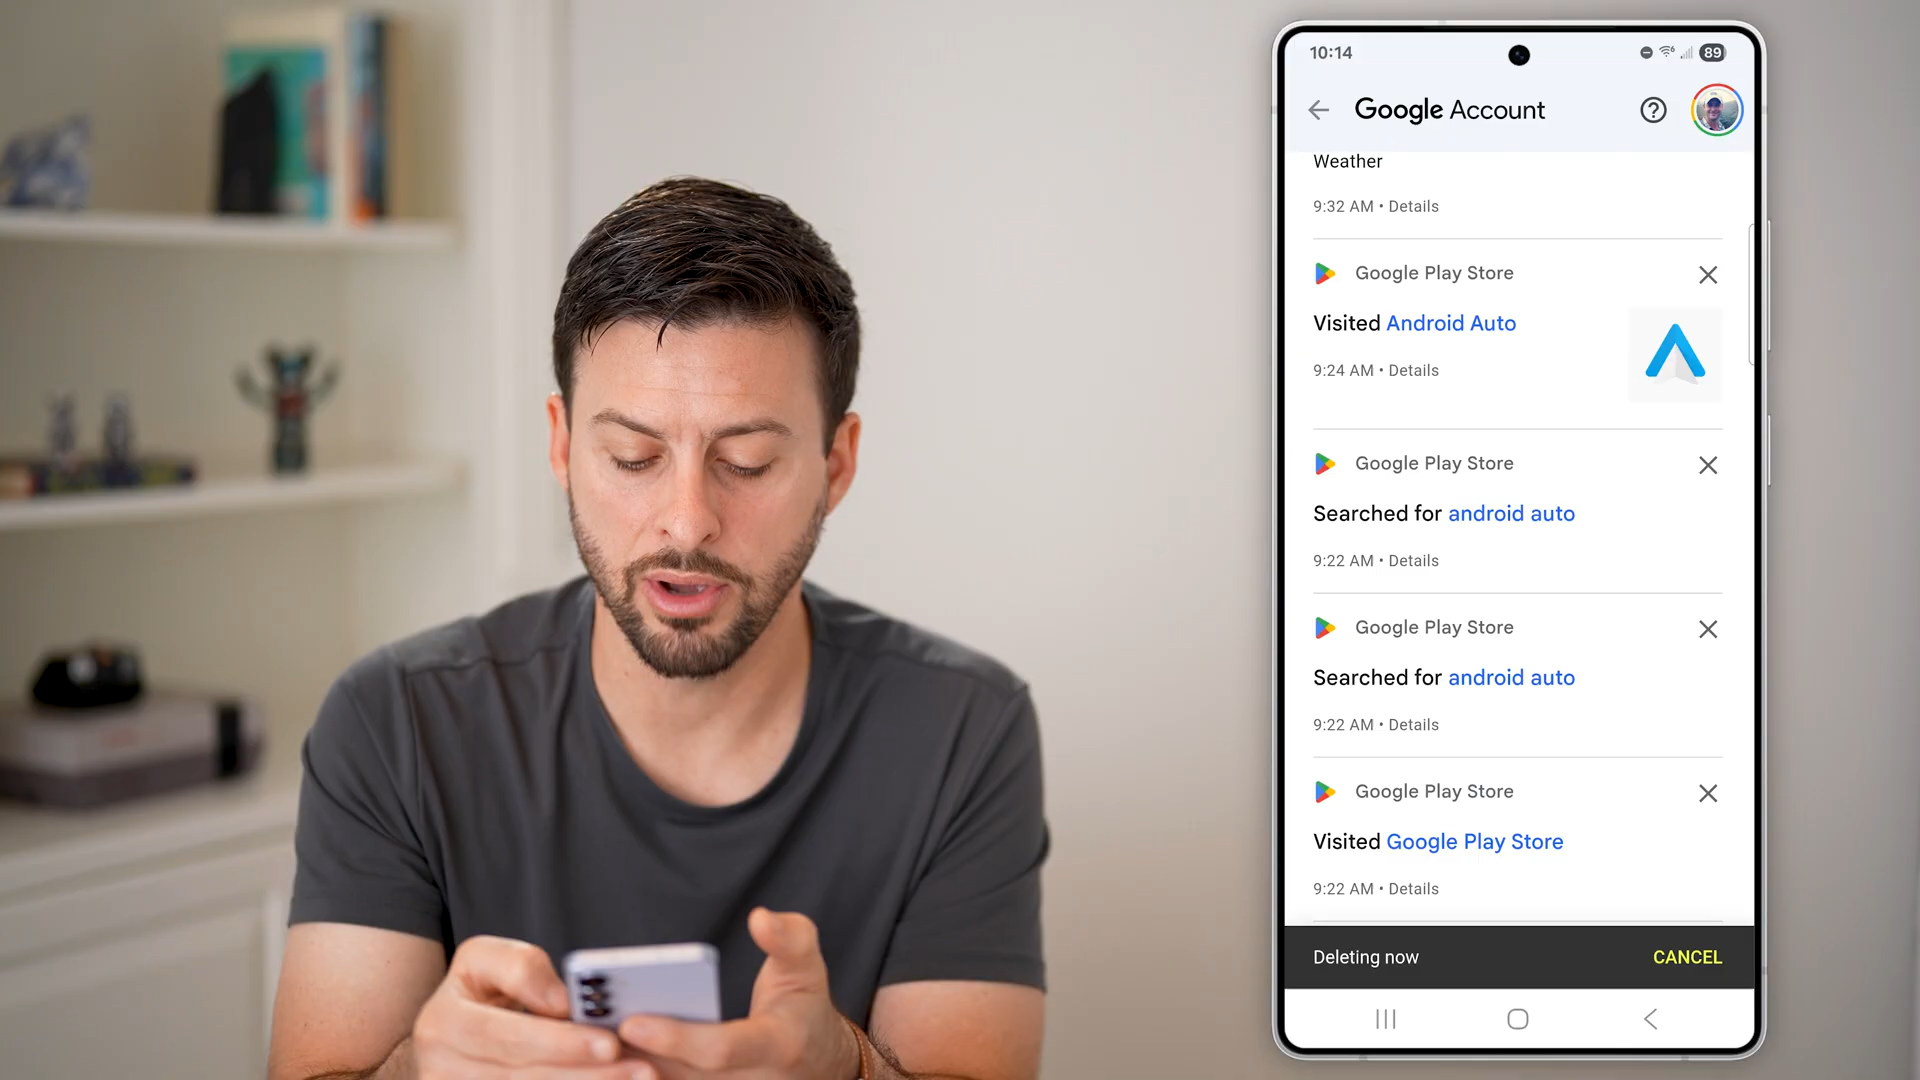 10:14
89
Google Account
Weather
9:32 AM • Details
Google Play Store
Visited Android Auto
9:24 AM • Details
Google Play Store
Searched for android auto
9:22 AM • Details
Google Play Store
Searched for android auto
9:22 AM • Details
Google Play Store
Visited Google Play Store
9:22 AM • Details
Deleting now
CANCEL